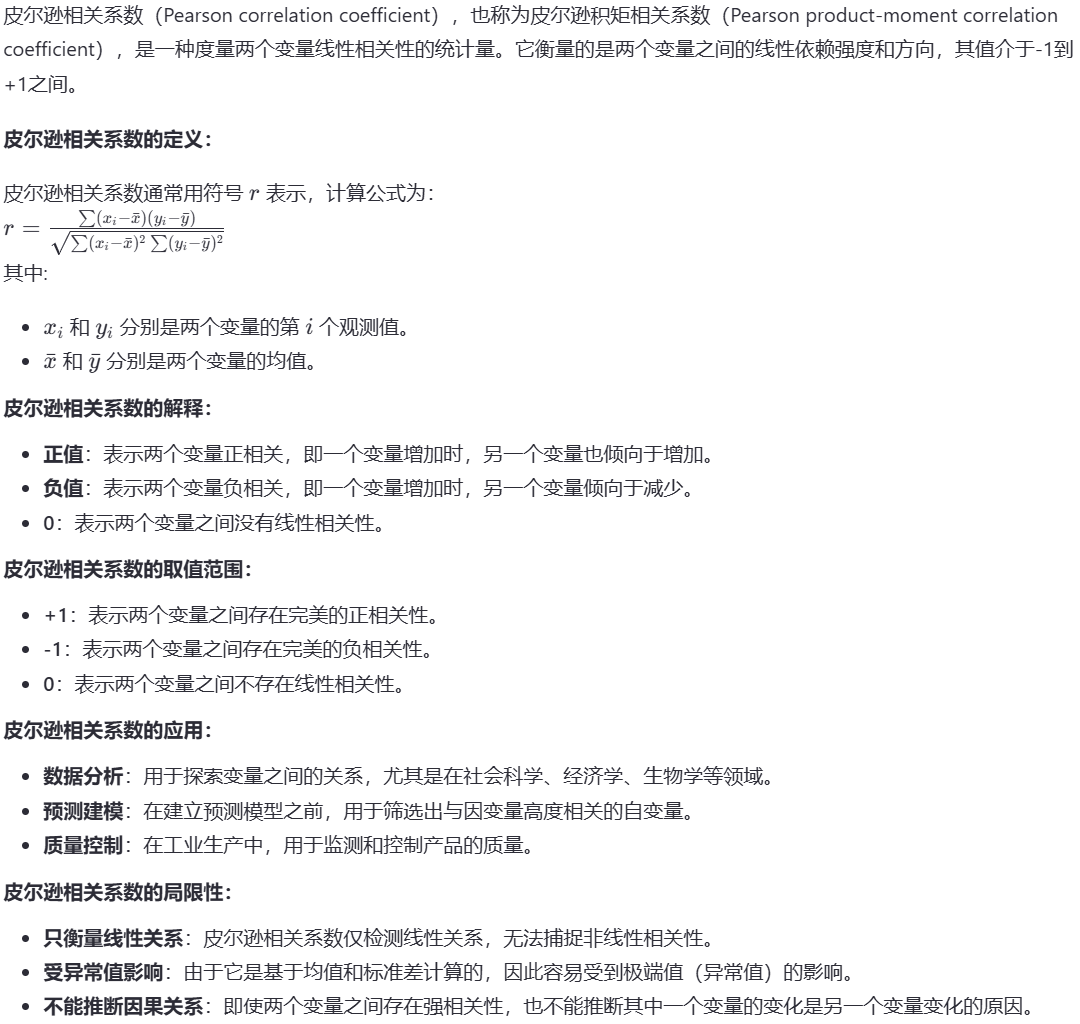 皮尔逊相关系数（Pearson correlation coefficient），也称为皮尔逊积矩相关系数（Pearson product-moment correlation
coefficient），是一种度量两个变量线性相关性的统计量。它衡量的是两个变量之间的线性依赖强度和方向，其值介于-1到
+1之间。
皮尔逊相关系数的定义：
皮尔逊相关系数通常用符号 r 表示，计算公式为：
r = \frac{\sum(x_i-\bar{x})(y_i-\bar{y})}{\sqrt{\sum(x_i-\bar{x})^2\sum(y_i-\bar{y})^2}}
其中:
• x_i 和 y_i 分别是两个变量的第 i 个观测值。
• \bar{x} 和 \bar{y} 分别是两个变量的均值。
皮尔逊相关系数的解释：
• 正值：表示两个变量正相关，即一个变量增加时，另一个变量也倾向于增加。
• 负值：表示两个变量负相关，即一个变量增加时，另一个变量倾向于减少。
• 0：表示两个变量之间没有线性相关性。
皮尔逊相关系数的取值范围：
• +1：表示两个变量之间存在完美的正相关性。
• -1：表示两个变量之间存在完美的负相关性。
• 0：表示两个变量之间不存在线性相关性。
皮尔逊相关系数的应用：
• 数据分析：用于探索变量之间的关系，尤其是在社会科学、经济学、生物学等领域。
• 预测建模：在建立预测模型之前，用于筛选出与因变量高度相关的自变量。
• 质量控制：在工业生产中，用于监测和控制产品的质量。
皮尔逊相关系数的局限性：
• 只衡量线性关系：皮尔逊相关系数仅检测线性关系，无法捕捉非线性相关性。
• 受异常值影响：由于它是基于均值和标准差计算的，因此容易受到极端值（异常值）的影响。
• 不能推断因果关系：即使两个变量之间存在强相关性，也不能推断其中一个变量的变化是另一个变量变化的原因。